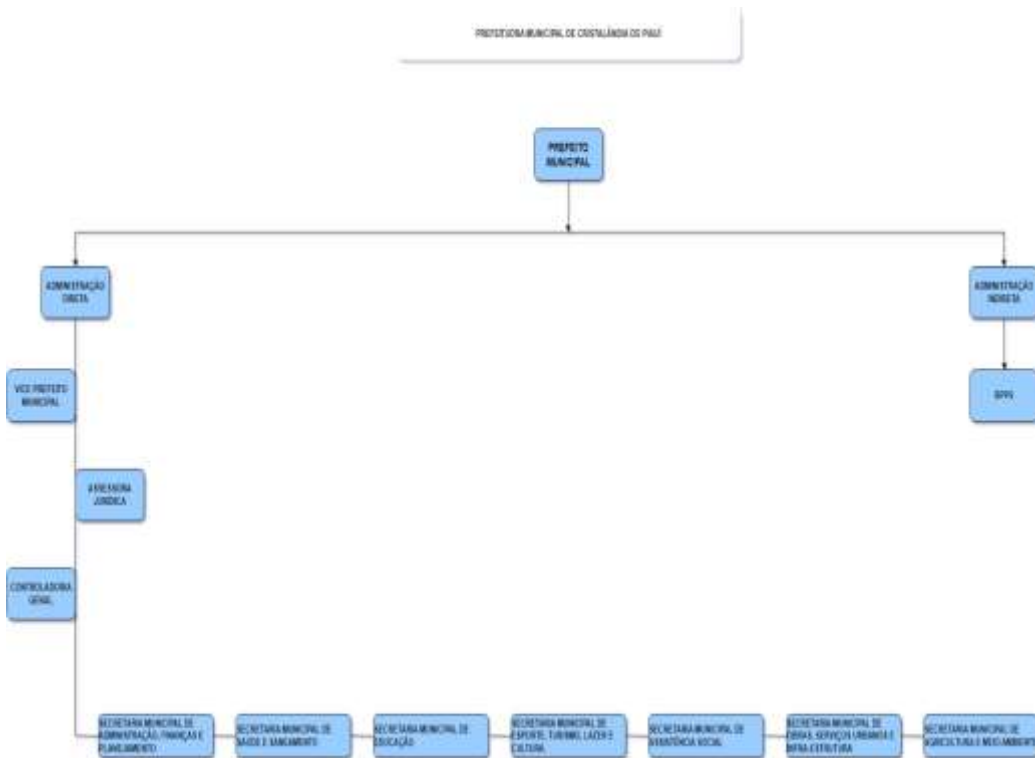 PREFEITUORA MUNICIPAL DE CRISTALÂNDIA DO PIAUÍ
PREFEITO
MUNICIPAL
ADMINISTRAÇÃO
DIRETA
ADMINISTRAÇÃO
INDIRETA
VICE PREFEITO
MUNICIPAL
RPPS
ASSESSORIA
JURÍDICA
CONTROLADORIA
GERAL
SECRETARIA MUNICIPAL DE
ADMINISTRAÇÃO, FINANÇAS E
PLANEJAMENTO
SECRETARIA MUNICIPAL DE
SAÚDE E SANEAMENTO
SECRETARIA MUNICIPAL DE
EDUCAÇÃO
SECRETARIA MUNICIPAL DE
ESPORTE, TURISMO, LAZER E
CULTURA
SECRETARIA MUNICIPAL DE
ASSISTÊNCIA SOCIAL
SECRETARIA MUNICIPAL DE
OBRAS, SERVIÇOS URBANOS E
INFRA-ESTRUTURA
SECRETARIA MUNICIPAL DE
AGRICULTURA E MEIO AMBIENTE